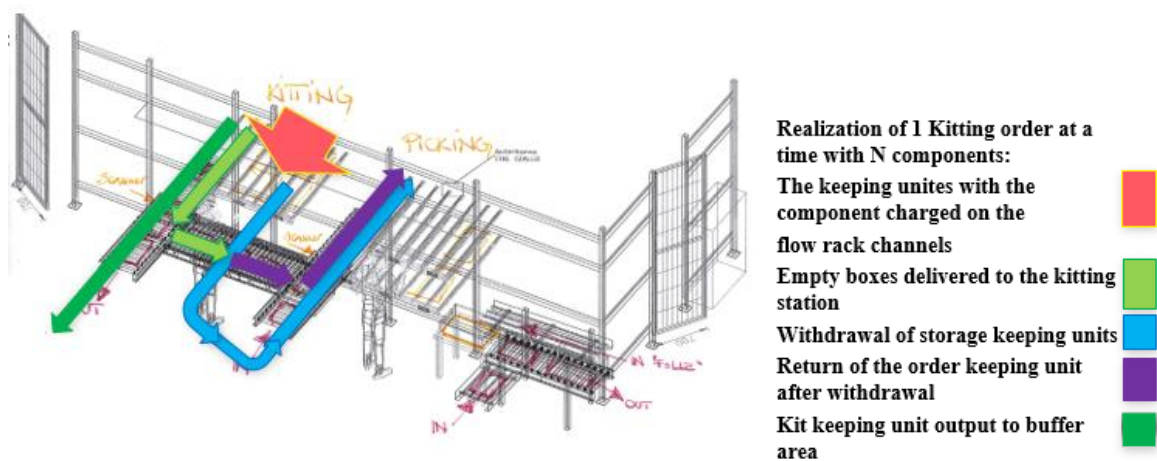 KITTING
PICKING
Scanner
Scanner
IN
OUT
IN
Realization of 1 Kitting order at a
time with N components:
The keeping unites with the
component charged on the
flow rack channels
Empty boxes delivered to the kitting
station
Withdrawal of storage keeping units
Return of the order keeping unit
after withdrawal
Kit keeping unit output to buffer
area